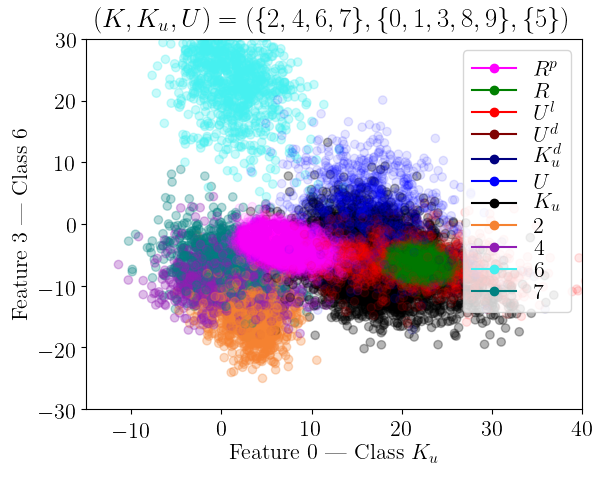 (K, K_u, U) = ({2, 4, 6, 7}, {0, 1, 3, 8, 9}, {5})
30
20
10
0
−10
−20
−30
Feature 3 — Class 6
R^p
R
U^l
U^d
K_u^d
U
K_u
2
4
6
7
−10
0
10
20
30
40
Feature 0 — Class K_u